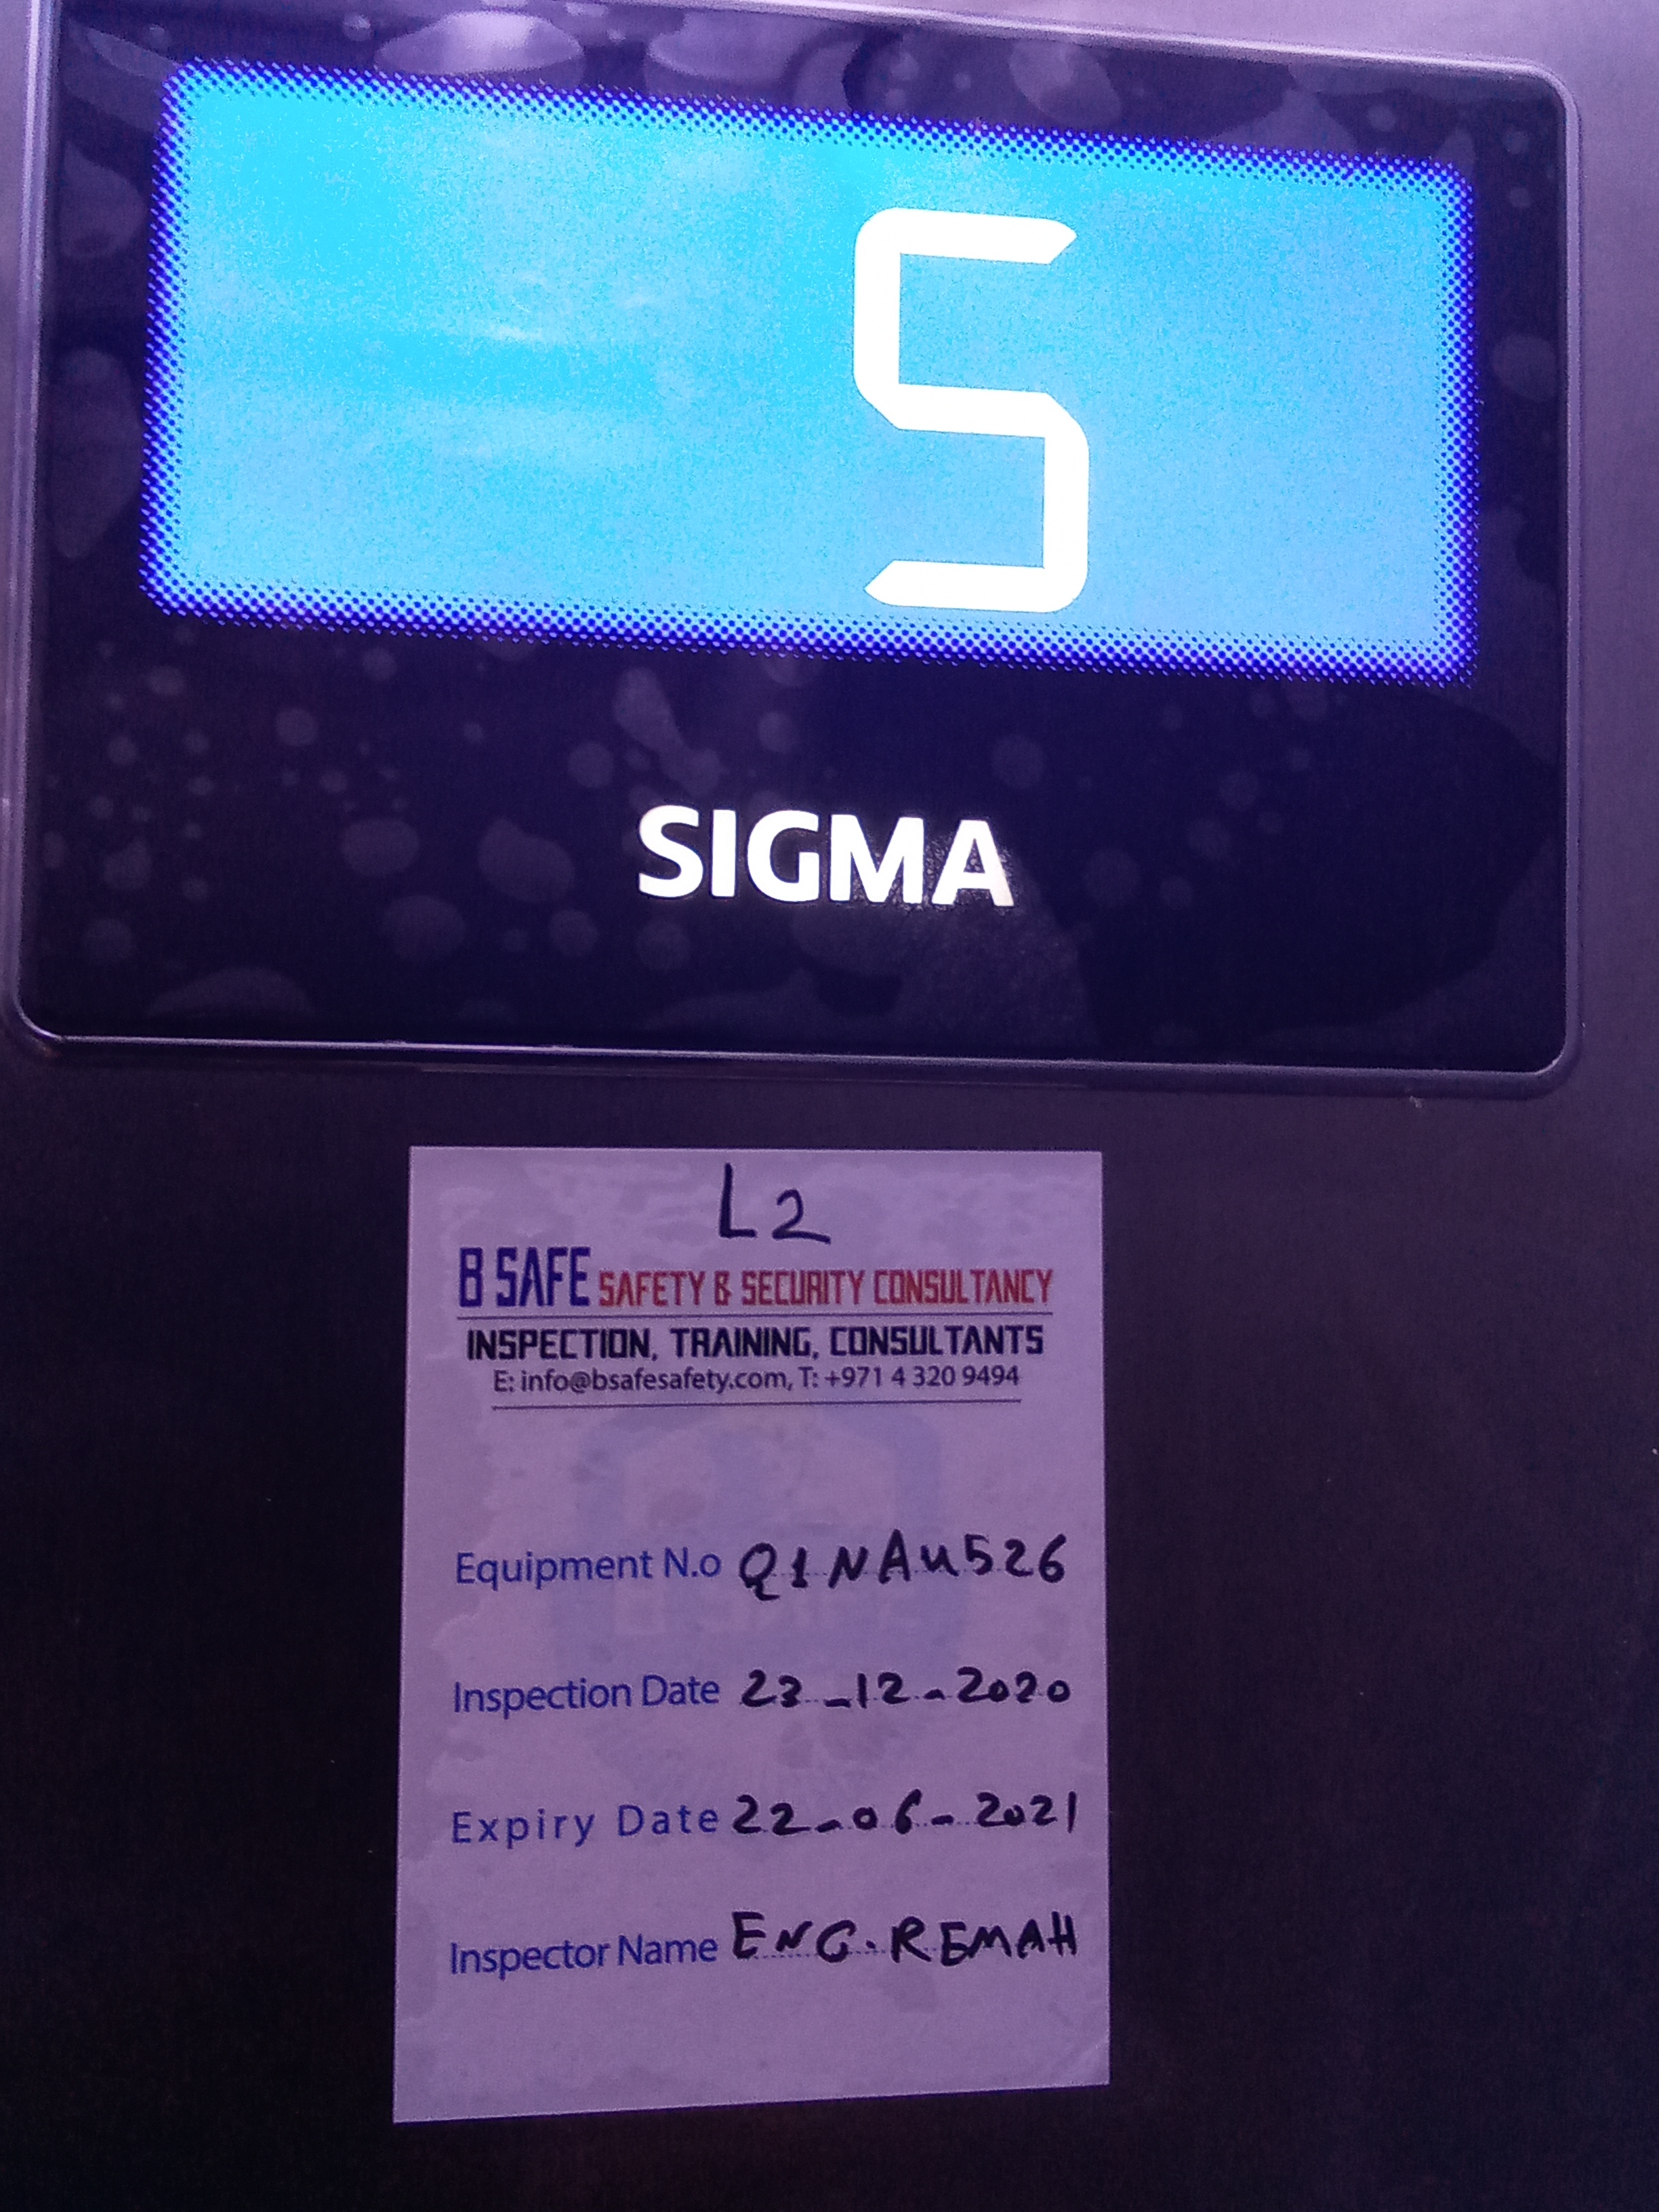 5
SIGMA
L2
B SAFE SAFETY & SECURITY CONSULTANCY
INSPECTION, TRAINING, CONSULTANTS
E: info@bsafesafety.com, T: +971 4 320 9494
Equipment N.o Q1NAU526
Inspection Date 23-12-2020
Expiry Date 22-06-2021
Inspector Name ENG.REMAH